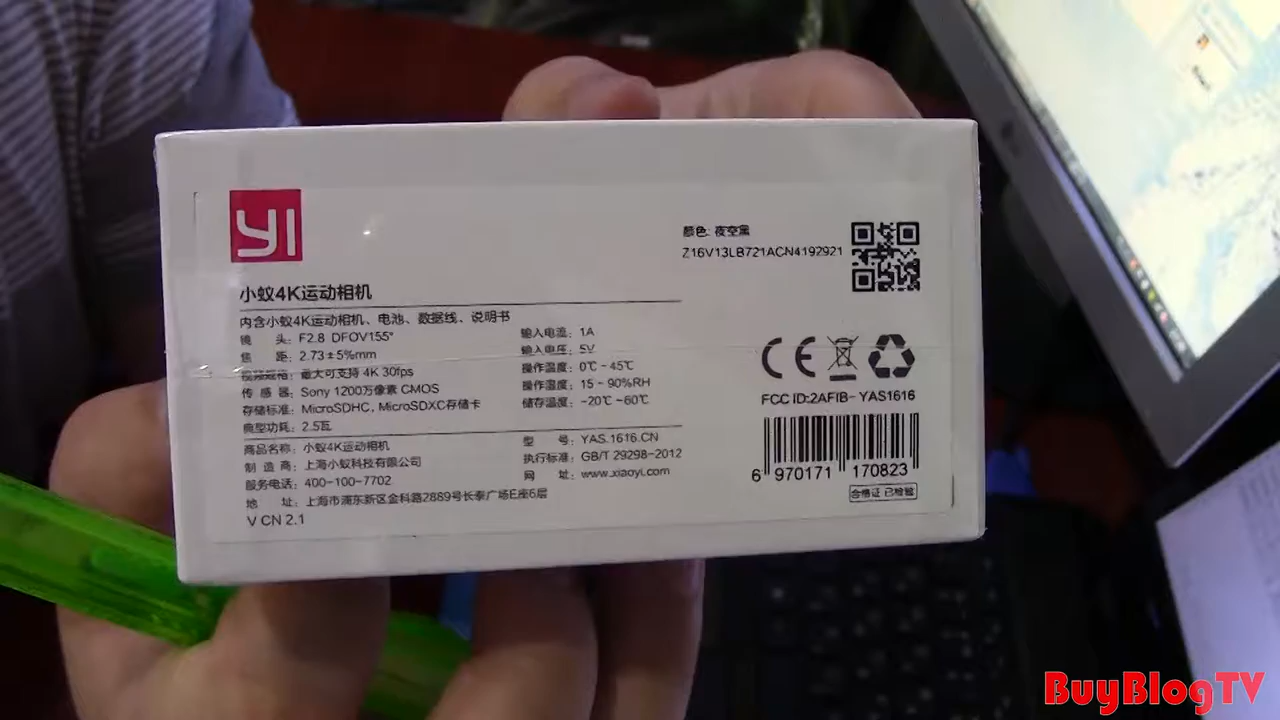 YI
颜色: 夜空黑
Z16V13LB721ACN4192921
小蚁4K运动相机
内含小蚁4K运动相机、电池、数据线、说明书
镜 头: F2.8 DFOV155°
焦 距: 2.73±5%mm
视频规格: 最大可支持 4K 30fps
传 感 器: Sony 1200万像素 CMOS
存储标准: MicroSDHC, MicroSDXC存储卡
典型功耗: 2.5瓦
输入电流: 1A
输入电压: 5V
操作温度: 0℃ ~ 45℃
操作湿度: 15 ~ 90%RH
储存温度: -20℃ ~ 60℃
商品名称: 小蚁4K运动相机
制 造 商: 上海小蚁科技有限公司
服务电话: 400-100-7702
地 址: 上海市浦东新区金科路2889号长泰广场E座6层
V CN 2.1
型 号: YAS.1616.CN
执行标准: GB/T 29298-2012
网 址: www.xiaoyi.com
CE
FCC ID:2AFIB- YAS1616
6 970171 170823
合格证 已检验
BuyBlogTV